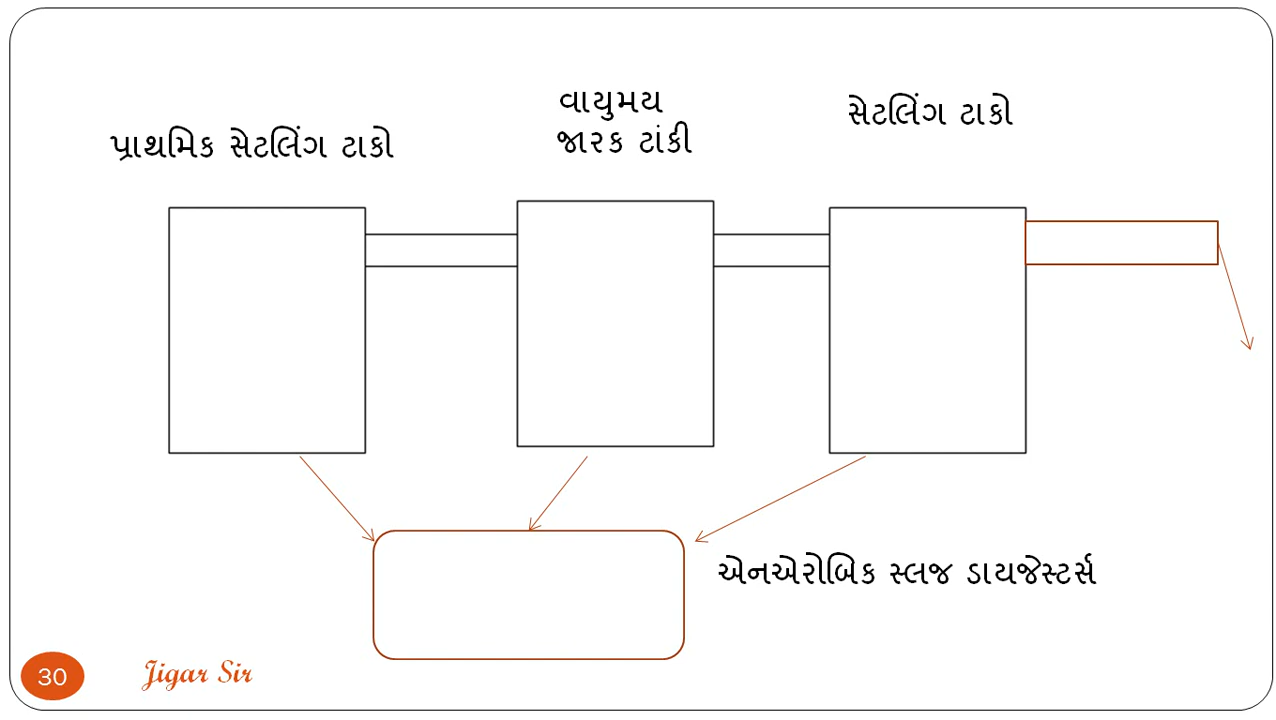 પ્રાથમિક સેટલિંગ ટાકો
વાયુમય
જારક ટાંકી
સેટલિંગ ટાકો
એનએરોબિક સ્લજ ડાયજેસ્ટર્સ
30
Jigar Sir